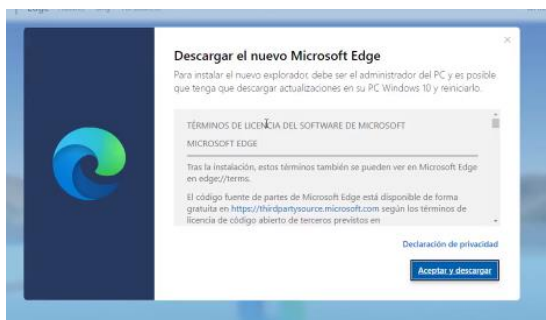 Edge
Descargar el nuevo Microsoft Edge
Para instalar el nuevo explorador, debe ser el administrador del PC y es posible
que tenga que descargar actualizaciones en su PC Windows 10 y reiniciarlo.
TÉRMINOS DE LICENCIA DEL SOFTWARE DE MICROSOFT
MICROSOFT EDGE
Tras la instalación, estos términos también se pueden ver en Microsoft Edge
en edge://terms.
El código fuente de partes de Microsoft Edge está disponible de forma
gratuita en https://thirdpartysource.microsoft.com según los términos de
licencia de código abierto de terceros previstos en
Declaración de privacidad
Aceptar y descargar